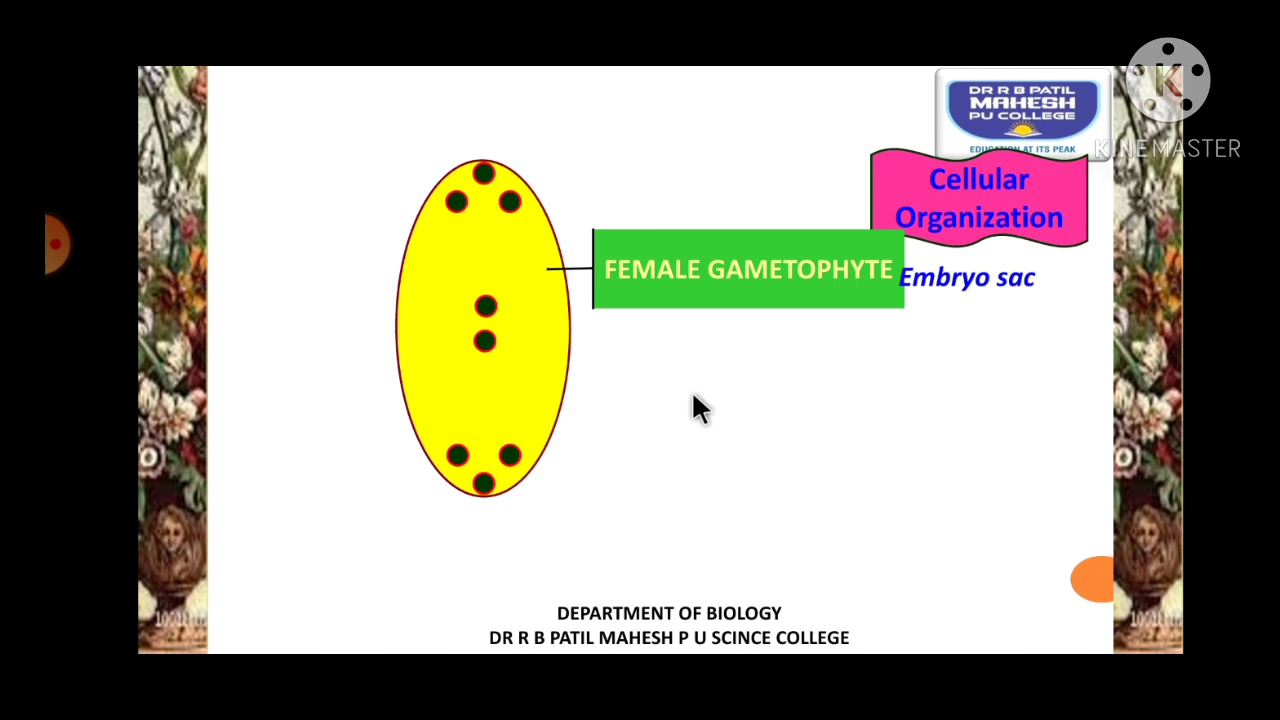 DR R B PATIL
MAHESH
PU COLLEGE
EDUCATION AT ITS PEAK
K
KINEMASTER
Cellular
Organization
FEMALE GAMETOPHYTE
Embryo sac
DEPARTMENT OF BIOLOGY
DR R B PATIL MAHESH P U SCINCE COLLEGE